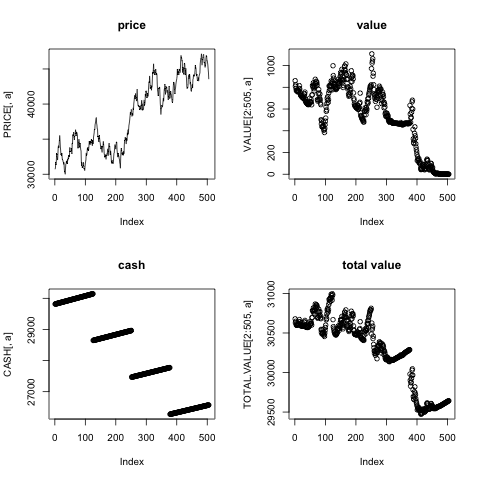 price
PRICE[, a]
30000
40000
0 100 200 300 400 500
Index
value
VALUE[2:505, a]
0 200 400 600 1000
0 100 200 300 400 500
Index
cash
CASH[, a]
27000 29000
0 100 200 300 400 500
Index
total value
TOTAL.VALUE[2:505, a]
29500 30000 30500 31000
0 100 200 300 400 500
Index